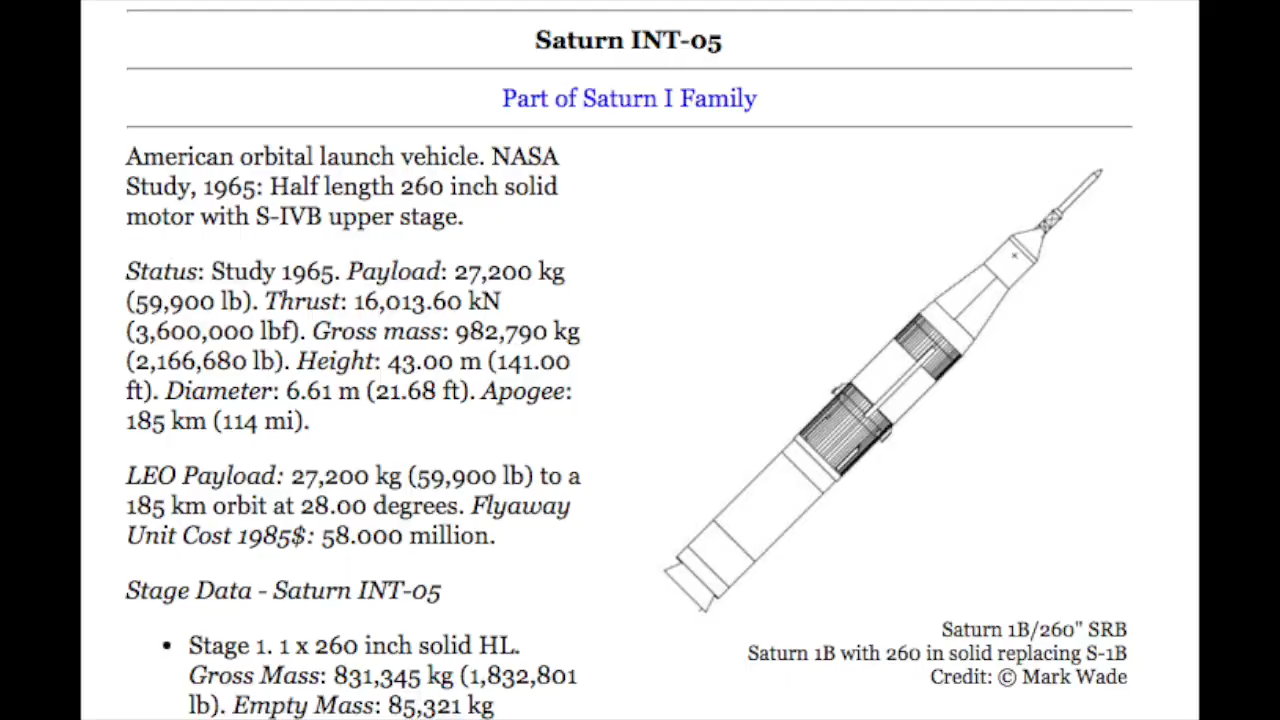 Saturn INT-05
Part of Saturn I Family
American orbital launch vehicle. NASA
Study, 1965: Half length 260 inch solid
motor with S-IVB upper stage.
Status: Study 1965. Payload: 27,200 kg
(59,900 lb). Thrust: 16,013.60 kN
(3,600,000 lbf). Gross mass: 982,790 kg
(2,166,680 lb). Height: 43.00 m (141.00
ft). Diameter: 6.61 m (21.68 ft). Apogee:
185 km (114 mi).
LEO Payload: 27,200 kg (59,900 lb) to a
185 km orbit at 28.00 degrees. Flyaway
Unit Cost 1985$: 58.000 million.
Stage Data - Saturn INT-05
• Stage 1. 1 x 260 inch solid HL.
Gross Mass: 831,345 kg (1,832,801
lb). Empty Mass: 85,321 kg
Saturn 1B/260" SRB
Saturn 1B with 260 in solid replacing S-1B
Credit: © Mark Wade